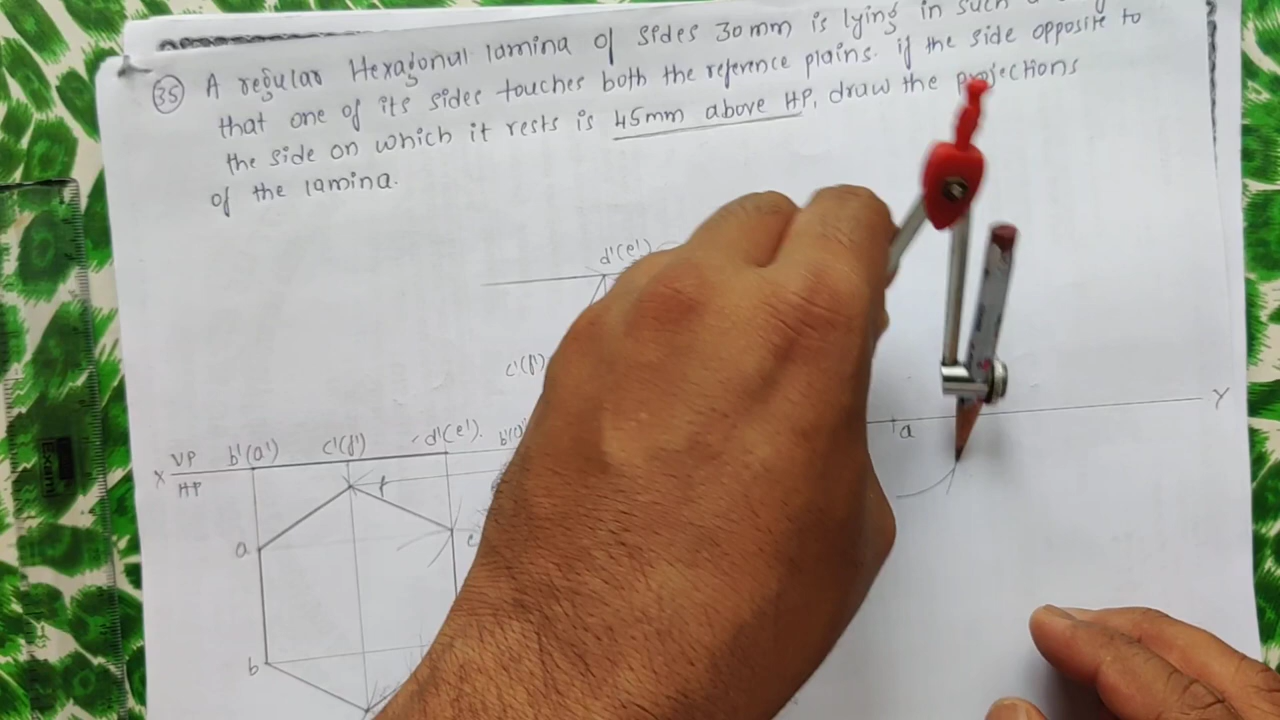 35 A regular Hexagonal lamina of sides 30mm is lying in such
that one of its sides touches both the reference plains. if the side opposite to
the side on which it rests is 45mm above HP, draw the projections
of the lamina.
d'(e')
c'(f')
X VP b'(a') c'(f') d'(e'). a Y
HP
f
a
b